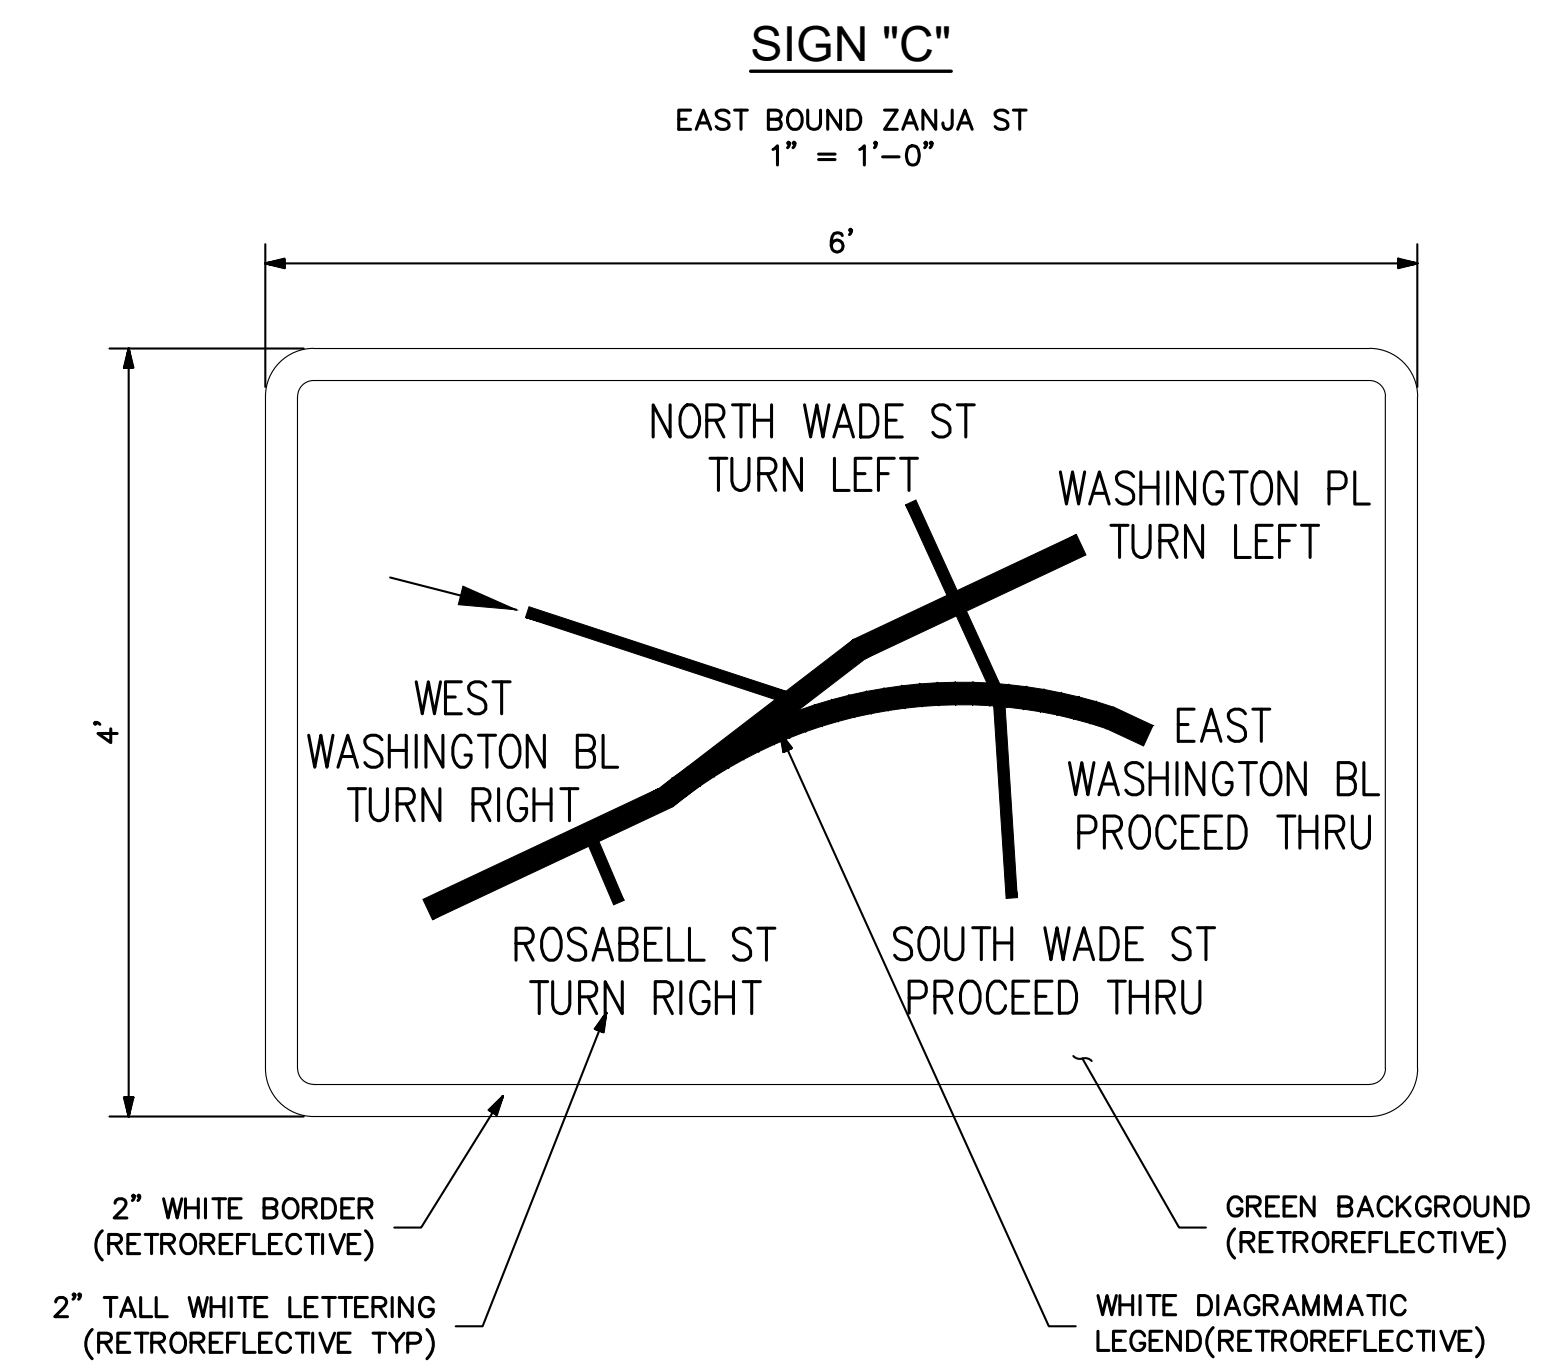 SIGN "C"
EAST BOUND ZANJA ST
1" = 1'-0"
6'
4'
NORTH WADE ST
TURN LEFT
WASHINGTON PL
TURN LEFT
WEST
WASHINGTON BL
TURN RIGHT
EAST
WASHINGTON BL
PROCEED THRU
ROSABELL ST
TURN RIGHT
SOUTH WADE ST
PROCEED THRU
2" WHITE BORDER
(RETROREFLECTIVE)
GREEN BACKGROUND
(RETROREFLECTIVE)
2" TALL WHITE LETTERING
(RETROREFLECTIVE TYP)
WHITE DIAGRAMMATIC
LEGEND(RETROREFLECTIVE)